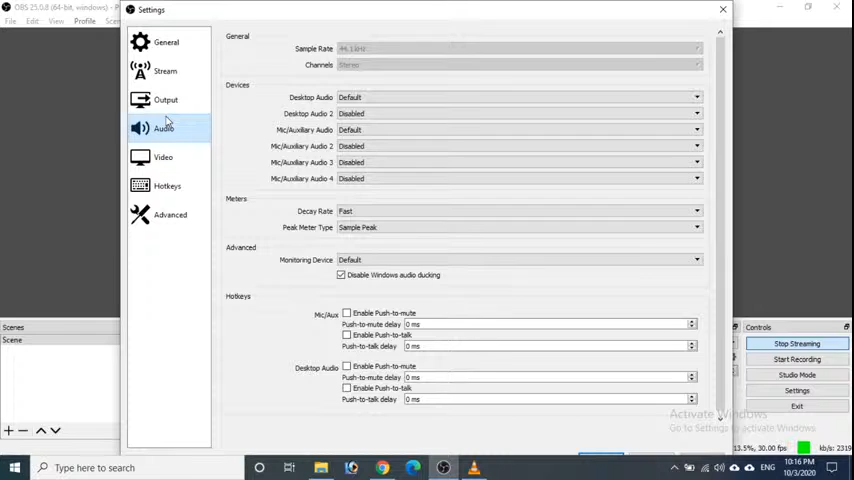 OBS 25.0.8 (64-bit, windows)
Settings
File Edit View Profile
General
Stream
Output
Audio
Video
Hotkeys
Advanced
General
Sample Rate 44.1kHz
Channels Stereo
Devices
Desktop Audio Default
Desktop Audio 2 Disabled
Mic/Auxiliary Audio Default
Mic/Auxiliary Audio 2 Disabled
Mic/Auxiliary Audio 3 Disabled
Mic/Auxiliary Audio 4 Disabled
Meters
Decay Rate Fast
Peak Meter Type Sample Peak
Advanced
Monitoring Device Default
Disable Windows audio ducking
Hotkeys
Mic/Aux Enable Push-to-mute
Push-to-mute delay 0 ms
Enable Push-to-talk
Push-to-talk delay 0 ms
Desktop Audio Enable Push-to-mute
Push-to-mute delay 0 ms
Enable Push-to-talk
Push-to-talk delay 0 ms
Scenes
Scene
Controls
Stop Streaming
Start Recording
Studio Mode
Settings
Exit
Activate Windows
Go to Settings to activate Windows.
13.5%, 30.00 fps
kb/s: 2319
Type here to search
ENG
10:16 PM
10/3/2020